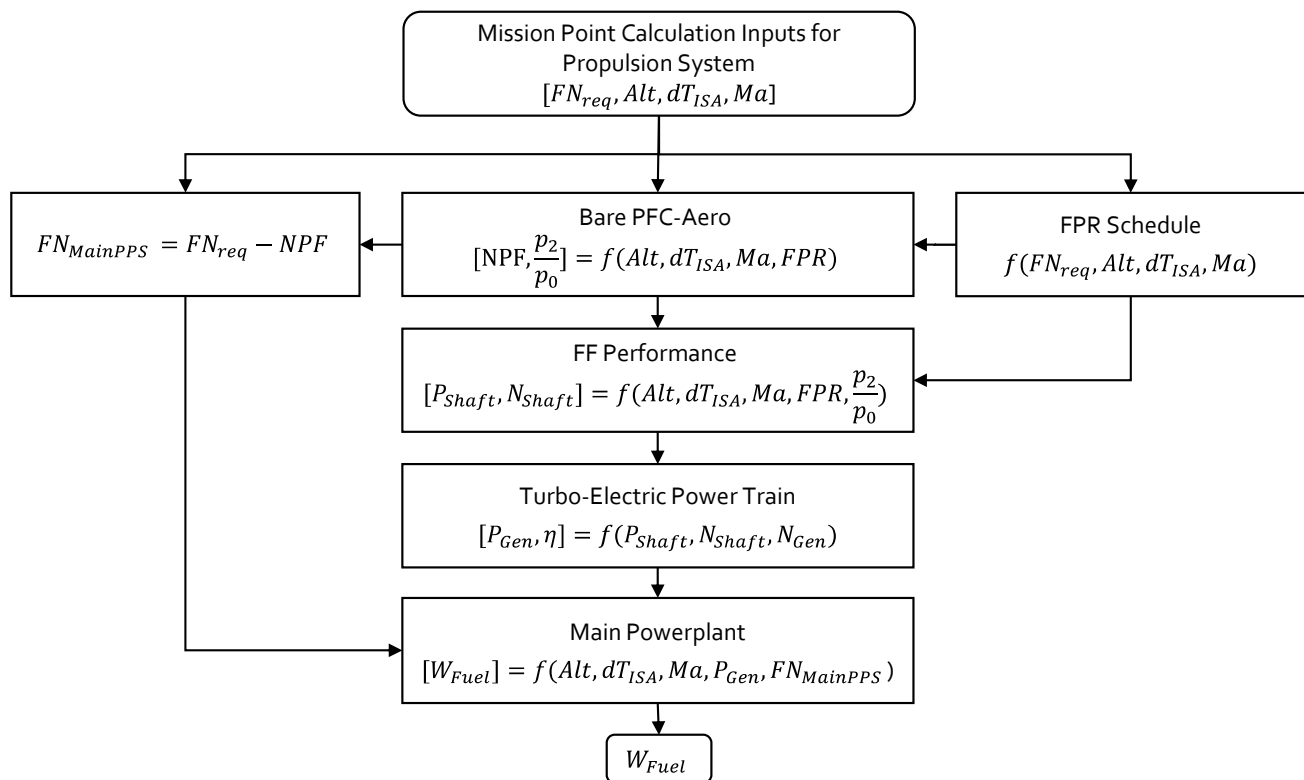 Mission Point Calculation Inputs for
Propulsion System
[FN_req, Alt, dT_ISA, Ma]
FN_MainPPS = FN_req − NPF
Bare PFC-Aero
[NPF, p_2/p_0] = f(Alt, dT_ISA, Ma, FPR)
FPR Schedule
f(FN_req, Alt, dT_ISA, Ma)
FF Performance
[P_Shaft, N_Shaft] = f(Alt, dT_ISA, Ma, FPR, p_2/p_0)
Turbo-Electric Power Train
[P_Gen, η] = f(P_Shaft, N_Shaft, N_Gen)
Main Powerplant
[W_Fuel] = f(Alt, dT_ISA, Ma, P_Gen, FN_MainPPS )
W_Fuel